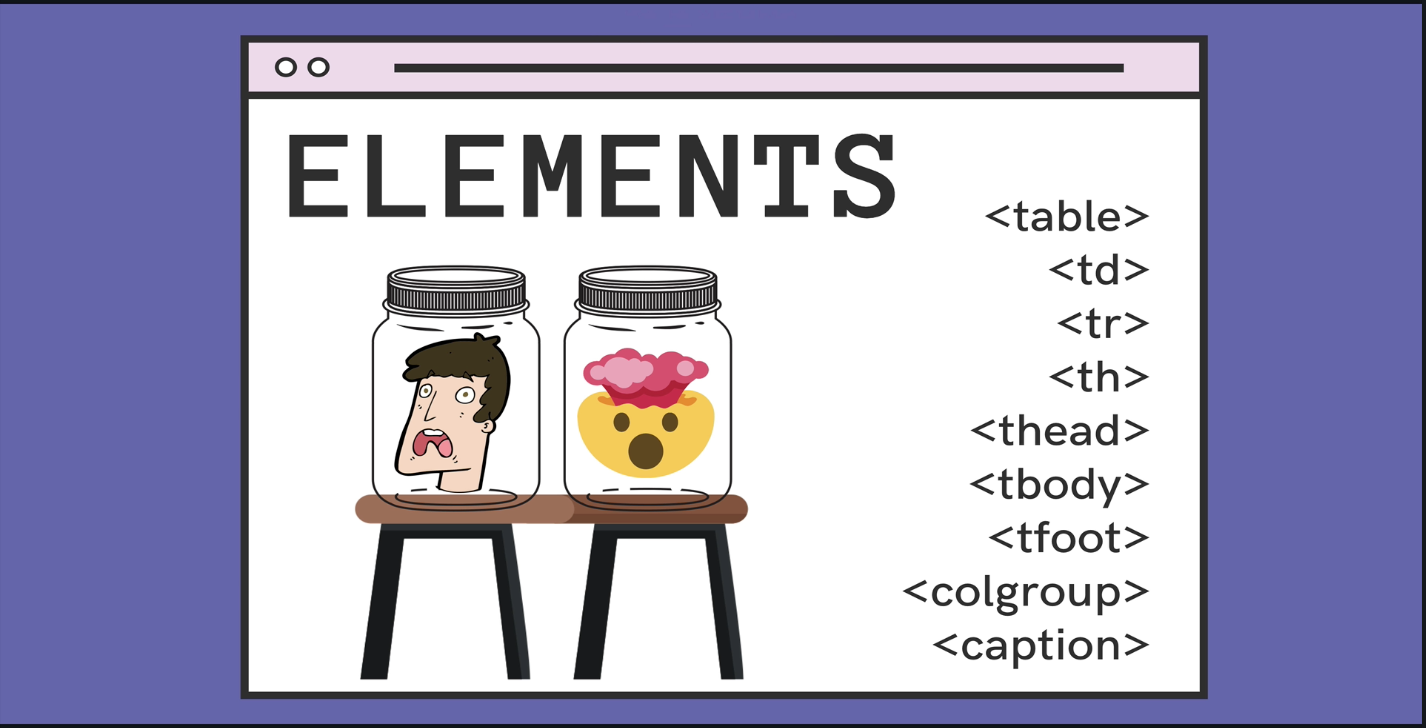 ELEMENTS
<table>
<td>
<tr>
<th>
<thead>
<tbody>
<tfoot>
<colgroup>
<caption>